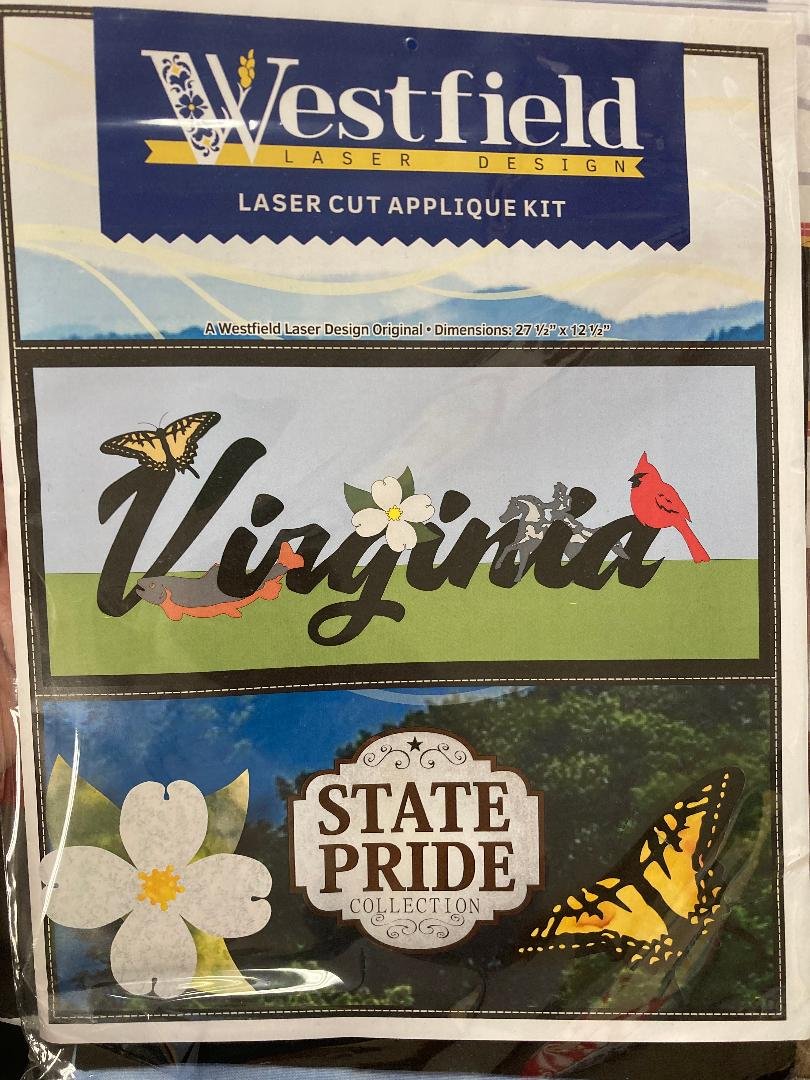 Westfield
LASER DESIGN
LASER CUT APPLIQUE KIT
A Westfield Laser Design Original • Dimensions: 27 ½" x 12 ½"
Virginia
STATE
PRIDE
COLLECTION